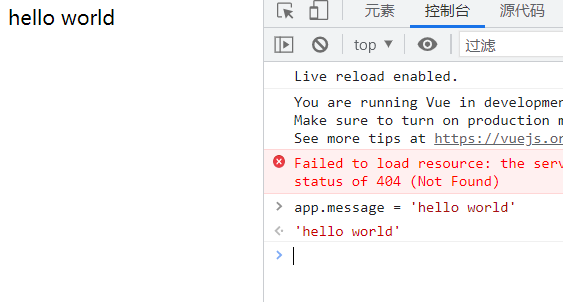 hello world
元素
控制台
源代码
top
过滤
Live reload enabled.
You are running Vue in developmen
Make sure to turn on production m
See more tips at https://vuejs.or
Failed to load resource: the serv
status of 404 (Not Found)
app.message = 'hello world'
'hello world'